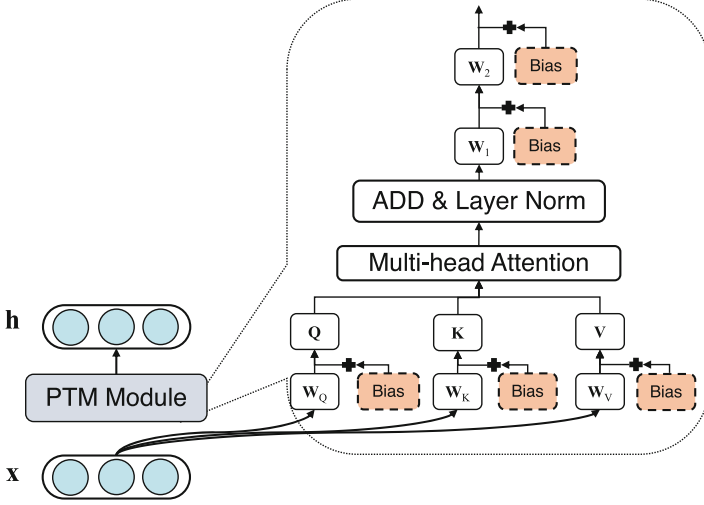 W2
Bias
W1
Bias
ADD & Layer Norm
Multi-head Attention
h
Q
K
V
PTM Module
WQ
Bias
WK
Bias
WV
Bias
x